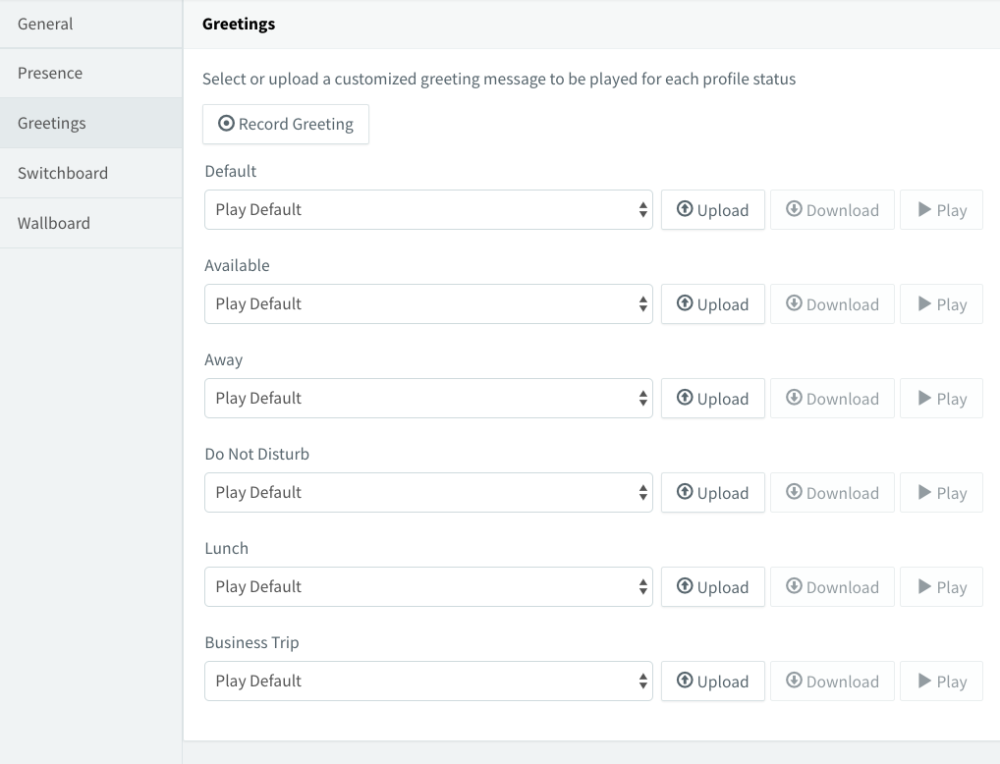 General
Presence
Greetings
Switchboard
Wallboard
Greetings
Select or upload a customized greeting message to be played for each profile status
Record Greeting
Default
Play Default Upload Download Play
Available
Play Default Upload Download Play
Away
Play Default Upload Download Play
Do Not Disturb
Play Default Upload Download Play
Lunch
Play Default Upload Download Play
Business Trip
Play Default Upload Download Play